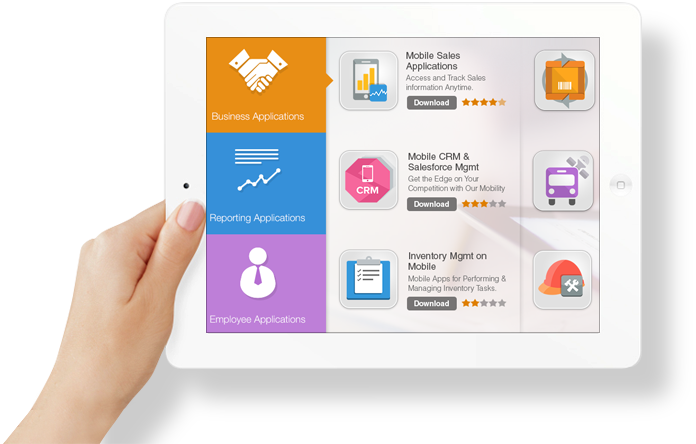 Business Applications
Reporting Applications
Employee Applications
Mobile Sales
Applications
Access and Track Sales
information Anytime.
Download
CRM
Mobile CRM &
Salesforce Mgmt
Get the Edge on Your
Competition with Our Mobility
Download
Inventory Mgmt on
Mobile
Mobile Apps for Performing &
Managing Inventory Tasks.
Download